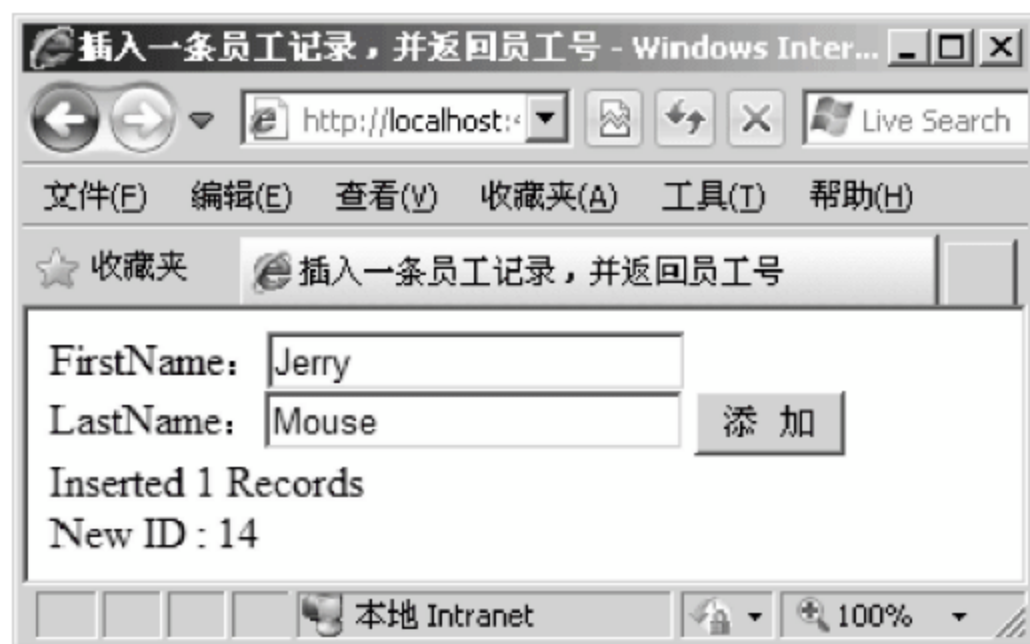 插入一条员工记录，并返回员工号 - Windows Inter...
http://localhost: Live Search
文件(F) 编辑(E) 查看(V) 收藏夹(A) 工具(T) 帮助(H)
收藏夹 插入一条员工记录，并返回员工号
FirstName： Jerry
LastName： Mouse 添 加
Inserted 1 Records
New ID : 14
本地 Intranet 100%